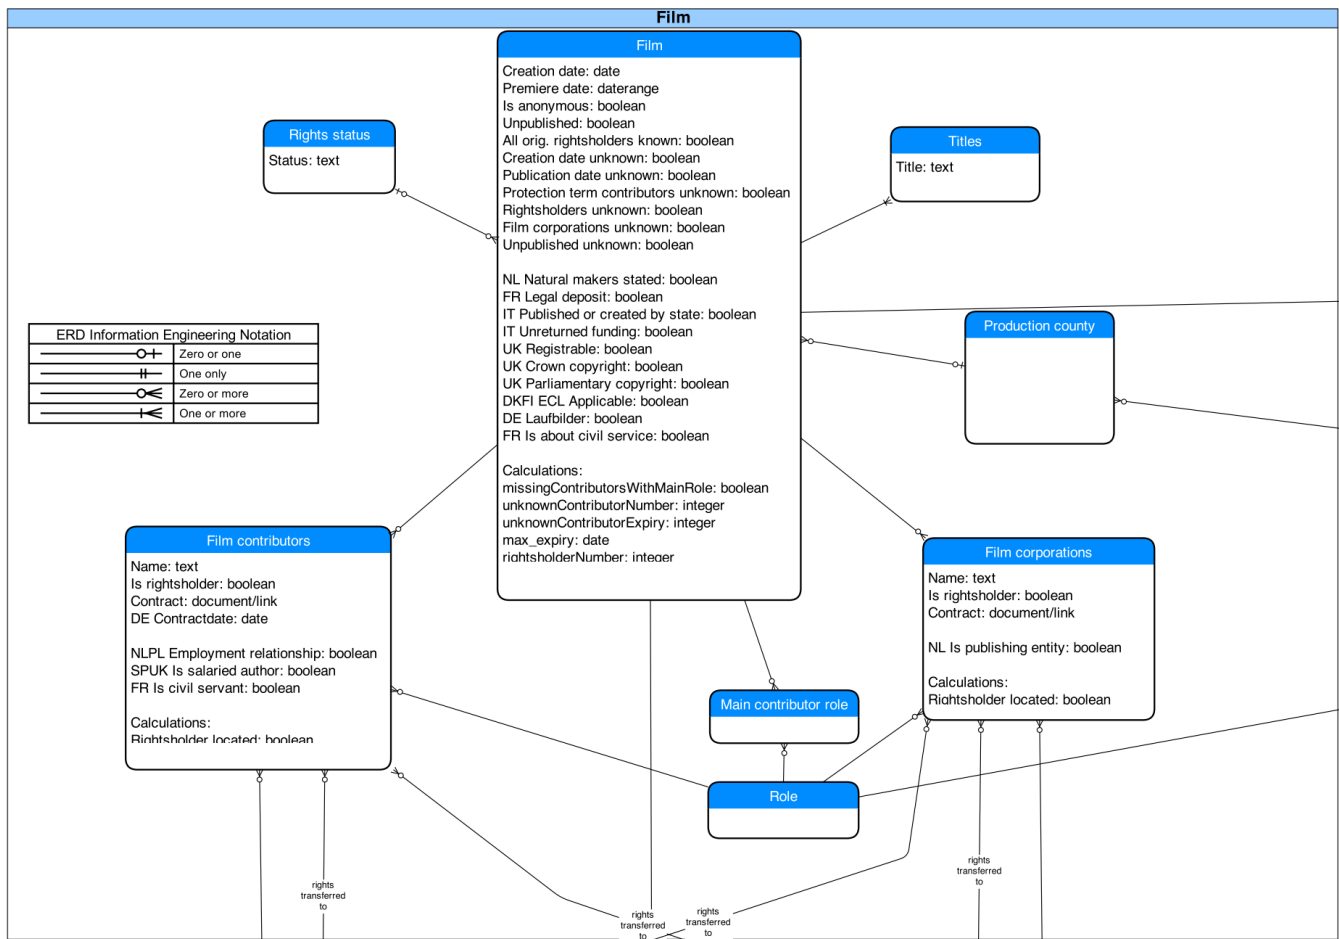 Film
Film
Creation date: date
Premiere date: daterange
Is anonymous: boolean
Unpublished: boolean
All orig. rightsholders known: boolean
Creation date unknown: boolean
Publication date unknown: boolean
Protection term contributors unknown: boolean
Rightsholders unknown: boolean
Film corporations unknown: boolean
Unpublished unknown: boolean
NL Natural makers stated: boolean
FR Legal deposit: boolean
IT Published or created by state: boolean
IT Unreturned funding: boolean
UK Registrable: boolean
UK Crown copyright: boolean
UK Parliamentary copyright: boolean
DKFI ECL Applicable: boolean
DE Laufbilder: boolean
FR Is about civil service: boolean
Calculations:
missingContributorsWithMainRole: boolean
unknownContributorNumber: integer
unknownContributorExpiry: integer
max_expiry: date
rightsholderNumber: integer
Rights status
Status: text
Titles
Title: text
ERD Information Engineering Notation
Zero or one
One only
Zero or more
One or more
Production county
Film contributors
Name: text
Is rightsholder: boolean
Contract: document/link
DE Contractdate: date
NLPL Employment relationship: boolean
SPUK Is salaried author: boolean
FR Is civil servant: boolean
Calculations:
Rightsholder located: boolean
Film corporations
Name: text
Is rightsholder: boolean
Contract: document/link
NL Is publishing entity: boolean
Calculations:
Rightsholder located: boolean
Main contributor role
Role
rights
transferred
to
rights
transferred
to
rights
transferred
to
rights
transferred
to